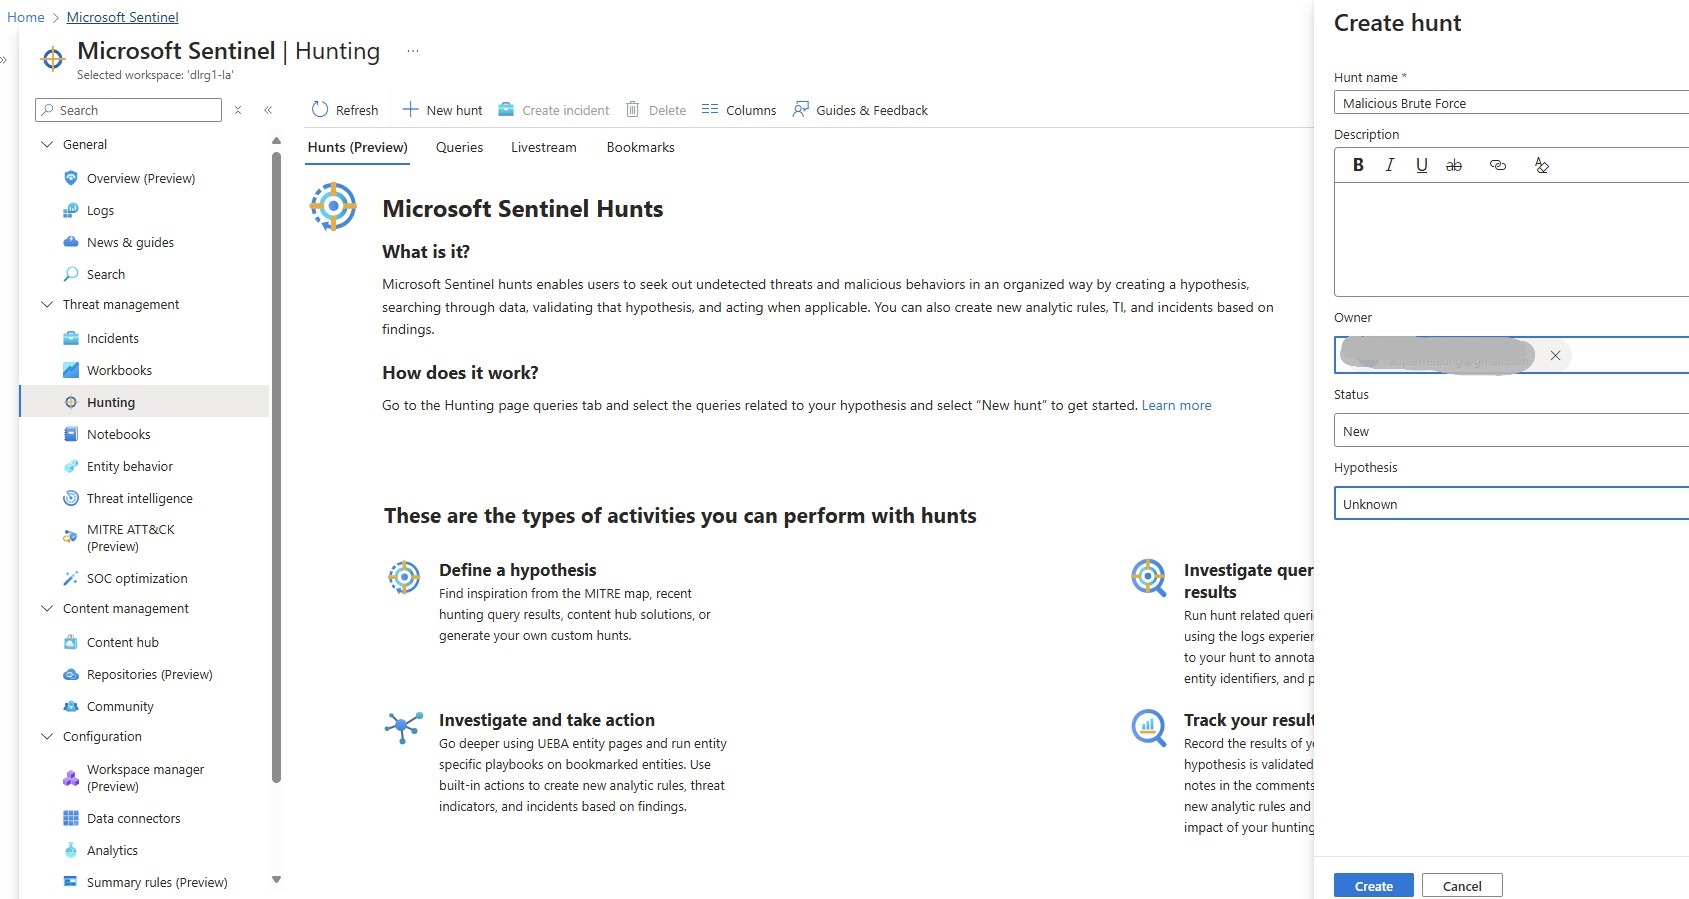 Home > Microsoft Sentinel
Microsoft Sentinel | Hunting ...
Selected workspace: 'dlrg1-la'
Search
General
Overview (Preview)
Logs
News & guides
Search
Threat management
Incidents
Workbooks
Hunting
Notebooks
Entity behavior
Threat intelligence
MITRE ATT&CK
(Preview)
SOC optimization
Content management
Content hub
Repositories (Preview)
Community
Configuration
Workspace manager
(Preview)
Data connectors
Analytics
Summary rules (Preview)
Refresh New hunt Create incident Delete Columns Guides & Feedback
Hunts (Preview) Queries Livestream Bookmarks
Microsoft Sentinel Hunts
What is it?
Microsoft Sentinel hunts enables users to seek out undetected threats and malicious behaviors in an organized way by creating a hypothesis,
searching through data, validating that hypothesis, and acting when applicable. You can also create new analytic rules, TI, and incidents based on
findings.
How does it work?
Go to the Hunting page queries tab and select the queries related to your hypothesis and select “New hunt” to get started. Learn more
These are the types of activities you can perform with hunts
Define a hypothesis
Find inspiration from the MITRE map, recent
hunting query results, content hub solutions, or
generate your own custom hunts.
Investigate quer
results
Run hunt related queri
using the logs experier
to your hunt to annota
entity identifiers, and p
Investigate and take action
Go deeper using UEBA entity pages and run entity
specific playbooks on bookmarked entities. Use
built-in actions to create new analytic rules, threat
indicators, and incidents based on findings.
Track your result
Record the results of y
hypothesis is validated
notes in the comments
new analytic rules and
impact of your hunting
Create hunt
Hunt name *
Malicious Brute Force
Description
B I U ab
Owner
Status
New
Hypothesis
Unknown
Create Cancel